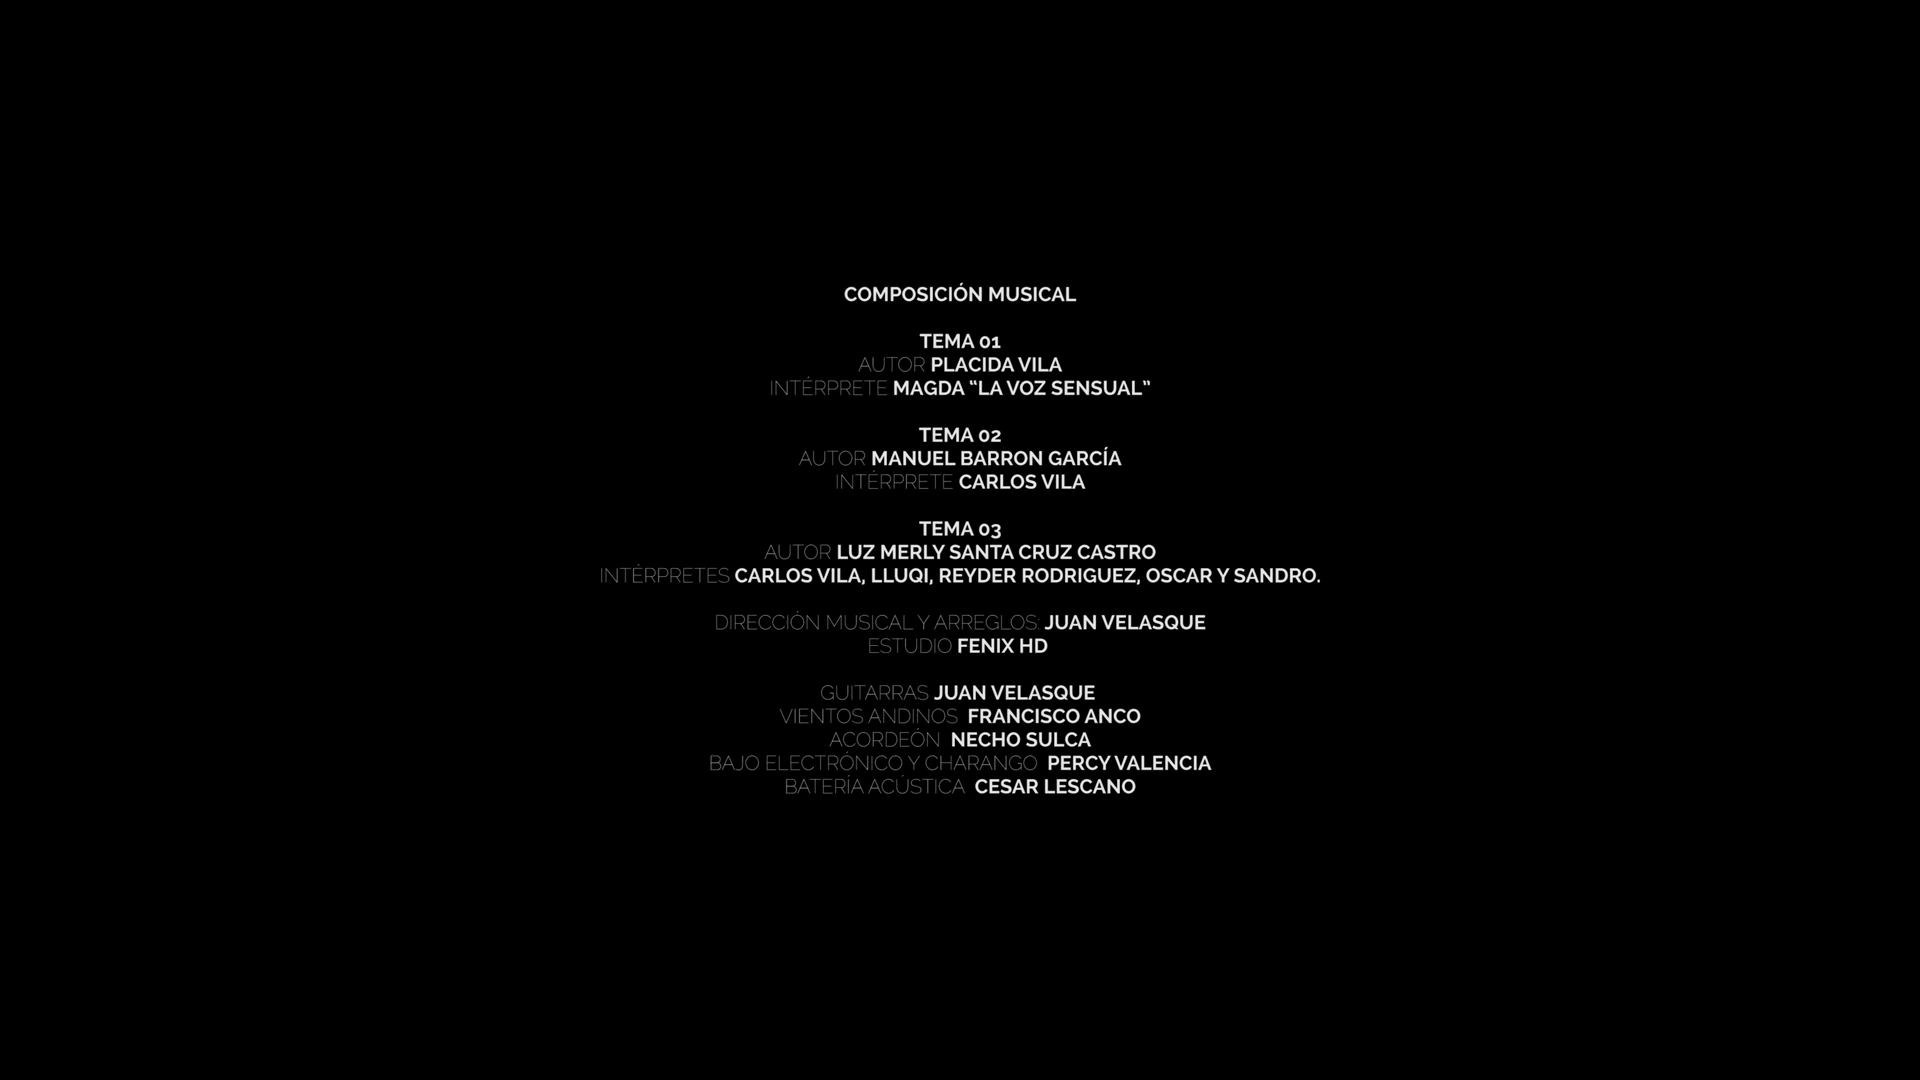 COMPOSICIÓN MUSICAL
TEMA 01
AUTOR PLACIDA VILA
INTÉRPRETE MAGDA “LA VOZ SENSUAL”
TEMA 02
AUTOR MANUEL BARRON GARCÍA
INTÉRPRETE CARLOS VILA
TEMA 03
AUTOR LUZ MERLY SANTA CRUZ CASTRO
INTÉRPRETES CARLOS VILA, LLUQI, REYDER RODRIGUEZ, OSCAR Y SANDRO.
DIRECCIÓN MUSICAL Y ARREGLOS: JUAN VELASQUE
ESTUDIO FENIX HD
GUITARRAS JUAN VELASQUE
VIENTOS ANDINOS FRANCISCO ANCO
ACORDEÓN NECHO SULCA
BAJO ELECTRÓNICO Y CHARANGO PERCY VALENCIA
BATERÍA ACÚSTICA CESAR LESCANO